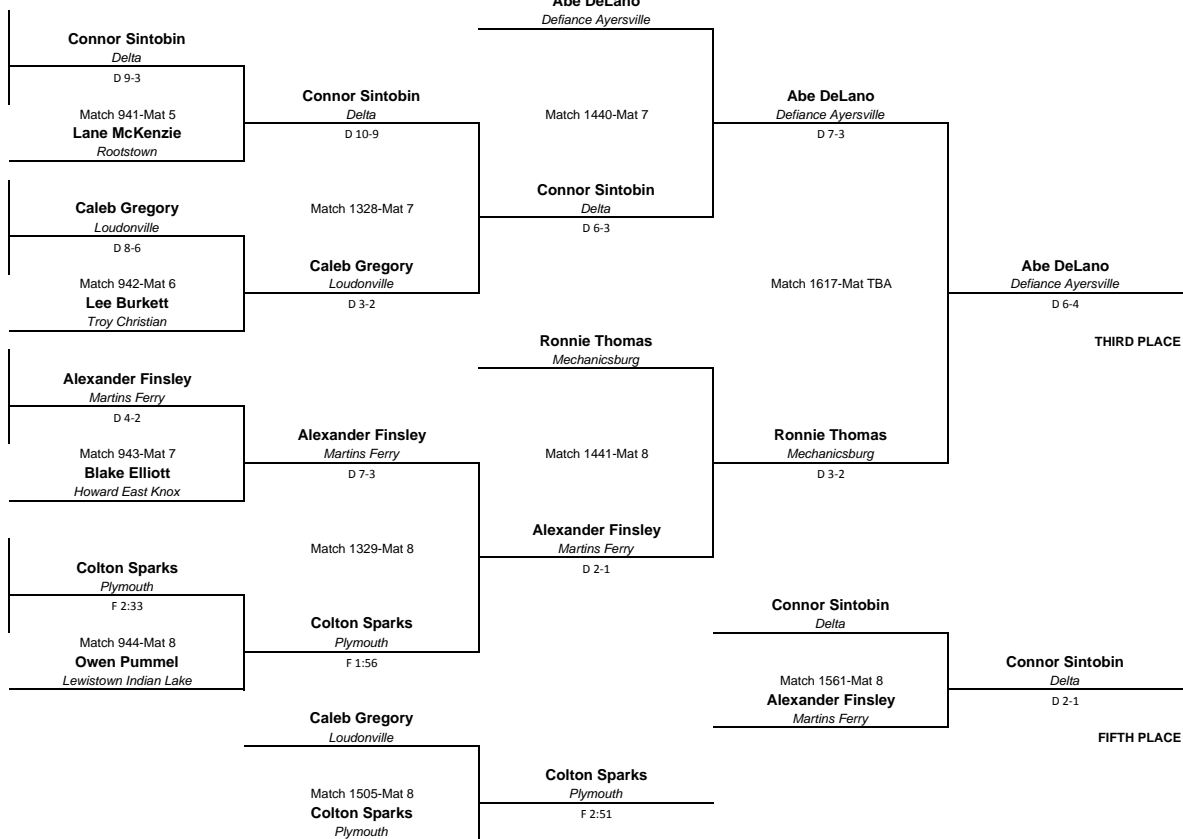 Abe DeLano
Defiance Ayersville
Connor Sintobin
Delta
D 9-3
Match 941-Mat 5
Lane McKenzie
Rootstown
Caleb Gregory
Loudonville
D 8-6
Match 942-Mat 6
Lee Burkett
Troy Christian
Alexander Finsley
Martins Ferry
D 4-2
Match 943-Mat 7
Blake Elliott
Howard East Knox
Colton Sparks
Plymouth
F 2:33
Match 944-Mat 8
Owen Pummel
Lewistown Indian Lake
Connor Sintobin
Delta
D 10-9
Match 1328-Mat 7
Caleb Gregory
Loudonville
D 3-2
Alexander Finsley
Martins Ferry
D 7-3
Match 1329-Mat 8
Colton Sparks
Plymouth
F 1:56
Caleb Gregory
Loudonville
Match 1505-Mat 8
Colton Sparks
Plymouth
Match 1440-Mat 7
Connor Sintobin
Delta
D 6-3
Ronnie Thomas
Mechanicsburg
Match 1441-Mat 8
Alexander Finsley
Martins Ferry
D 2-1
Colton Sparks
Plymouth
F 2:51
Abe DeLano
Defiance Ayersville
D 7-3
Match 1617-Mat TBA
Ronnie Thomas
Mechanicsburg
D 3-2
Connor Sintobin
Delta
Match 1561-Mat 8
Alexander Finsley
Martins Ferry
Abe DeLano
Defiance Ayersville
D 6-4
THIRD PLACE
Connor Sintobin
Delta
D 2-1
FIFTH PLACE